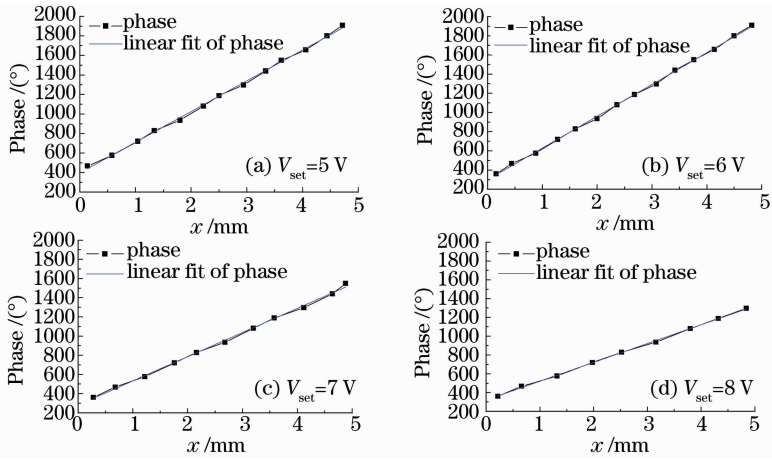 2000
1800
1600
1400
1200
1000
800
600
400
200
Phase /(°)
phase
linear fit of phase
(a) Vset=5 V
0 1 2 3 4 5
x /mm
2000
1800
1600
1400
1200
1000
800
600
400
200
Phase /(°)
phase
linear fit of phase
(b) Vset=6 V
0 1 2 3 4 5
x /mm
2000
1800
1600
1400
1200
1000
800
600
400
200
Phase /(°)
phase
linear fit of phase
(c) Vset=7 V
0 1 2 3 4 5
x /mm
2000
1800
1600
1400
1200
1000
800
600
400
200
Phase /(°)
phase
linear fit of phase
(d) Vset=8 V
0 1 2 3 4 5
x /mm